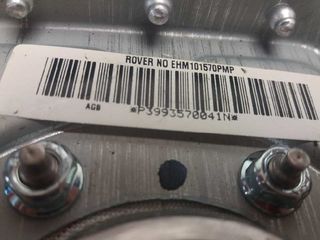 ROVER NO EHM101570PMP
AGB *P3993570041N*